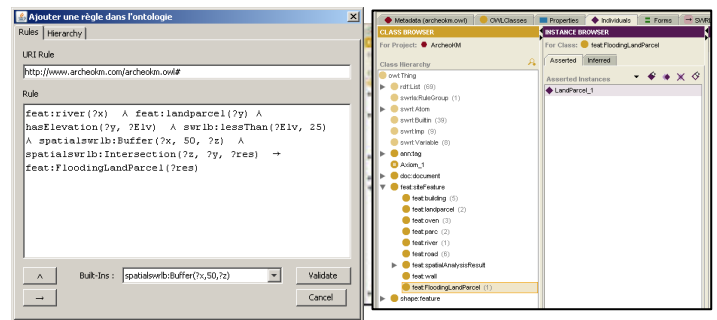 Ajouter une règle dans l'ontologie
Rules Hierarchy
URI Rule
http://www.archeokm.com/archeokm.owl#
Rule
feat:river(?x) ∧ feat:landparcel(?y) ∧
hasElevation(?y, ?Elv) ∧ swrlb:lessThan(?Elv, 25)
∧ spatialswrlb:Buffer(?x, 50, ?z) ∧
spatialswrlb:Intersection(?z, ?y, ?res) →
feat:FloodingLandParcel(?res)
∧ Built-Ins : spatialswrlb:Buffer(?x,50,?z) Validate
→ Cancel
Metadata (archeokm.owl) OWLClasses Properties Individuals Forms SWRL
CLASS BROWSER
For Project: ArcheoKM
Class Hierarchy
owl:Thing
rdf:List (69)
swrla:RuleGroup (1)
swrl:Atom
swrl:Builtin (39)
swrl:Imp (9)
swrl:Variable (8)
ann:tag
Axiom_1
doc:document
feat:siteFeature
feat:building (5)
feat:landparcel (2)
feat:oven (3)
feat:parc (2)
feat:river (1)
feat:road (6)
feat:spatialAnalysisResult
feat:wall
feat:FloodingLandParcel (1)
shape:feature
INSTANCE BROWSER
For Class: feat:FloodingLandParcel
Asserted Inferred
Asserted Instances
LandParcel_1